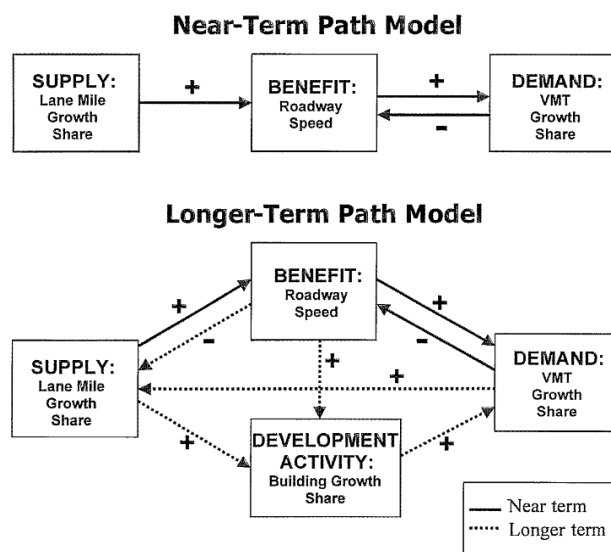 Near-Term Path Model
SUPPLY:
Lane Mile
Growth
Share
+
BENEFIT:
Roadway
Speed
+
-
DEMAND:
VMT
Growth
Share
Longer-Term Path Model
BENEFIT:
Roadway
Speed
+
-
+
-
+
+
SUPPLY:
Lane Mile
Growth
Share
DEMAND:
VMT
Growth
Share
+
+
DEVELOPMENT
ACTIVITY:
Building Growth
Share
Near term
Longer term